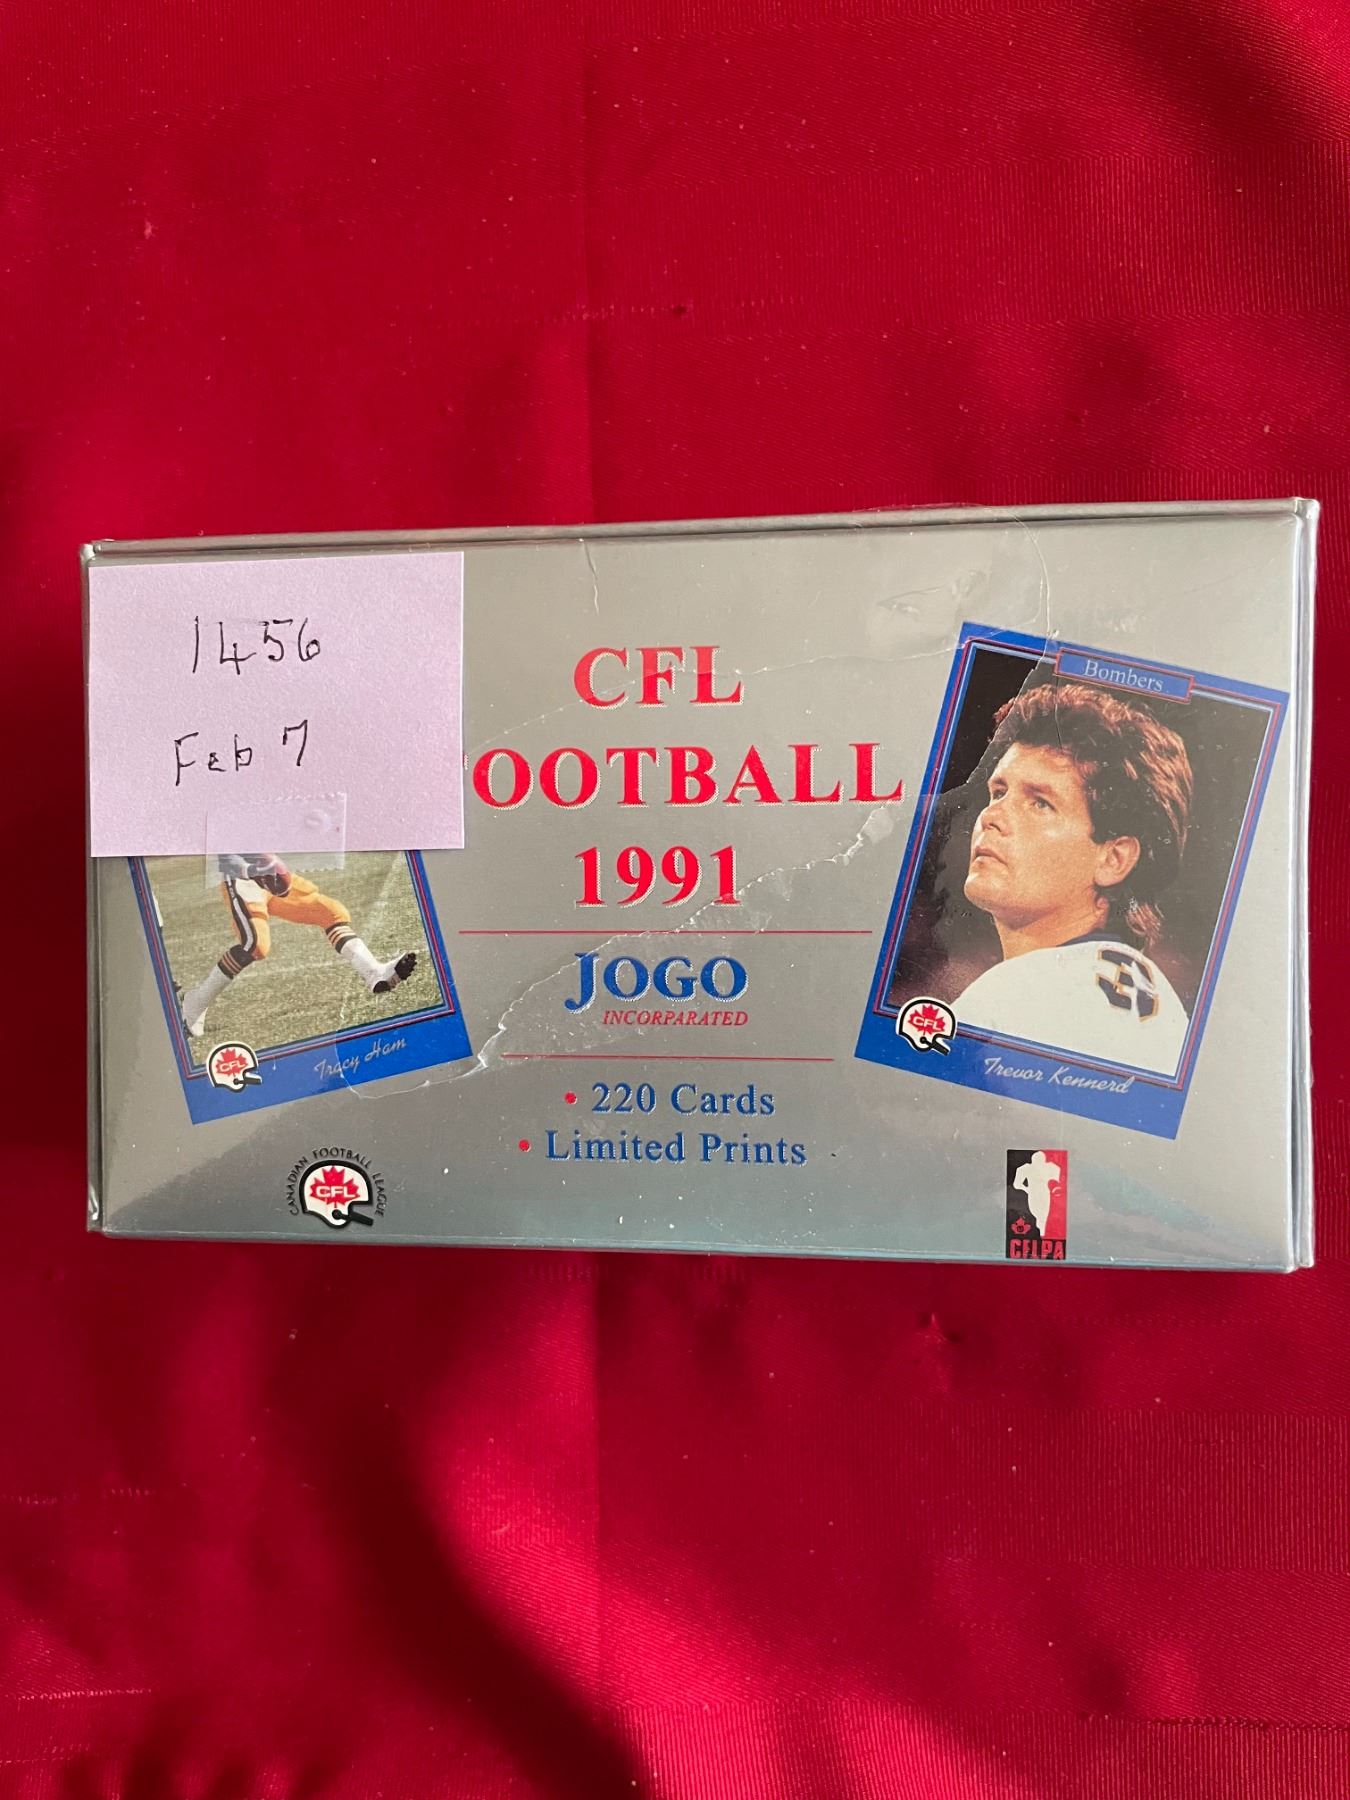 1456
Feb 7
CFL
OOTBALL
1991
JOGO
INCORPARATED
• 220 Cards
• Limited Prints
Tracy Ham
CFL
CANADIAN FOOTBALL LEAGUE
CFL
Bombers
3
CFL
Trevor Kennerd
CFLPA